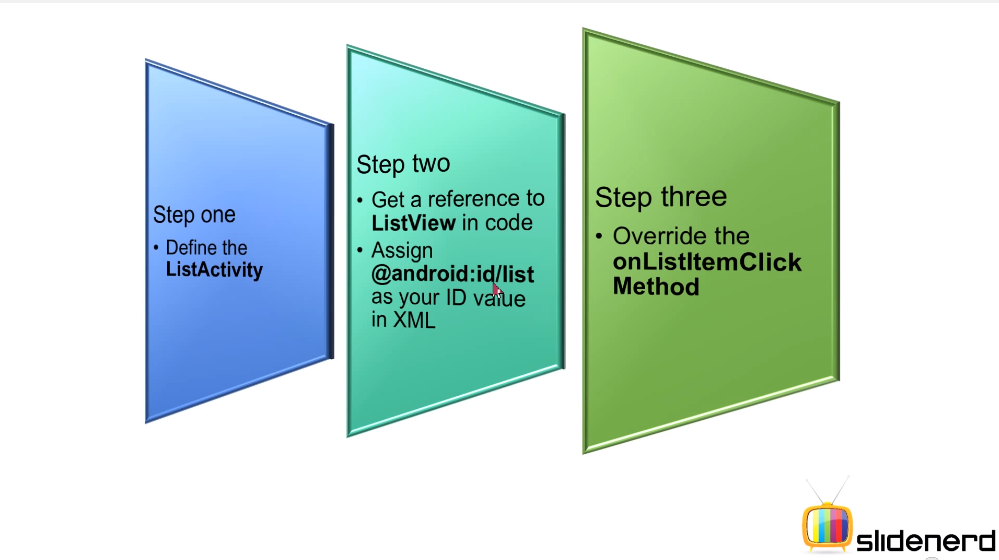 Step one
• Define the
ListActivity
Step two
• Get a reference to
ListView in code
• Assign
@android:id/list
as your ID value
in XML
Step three
• Override the
onListItemClick
Method
slidenerd